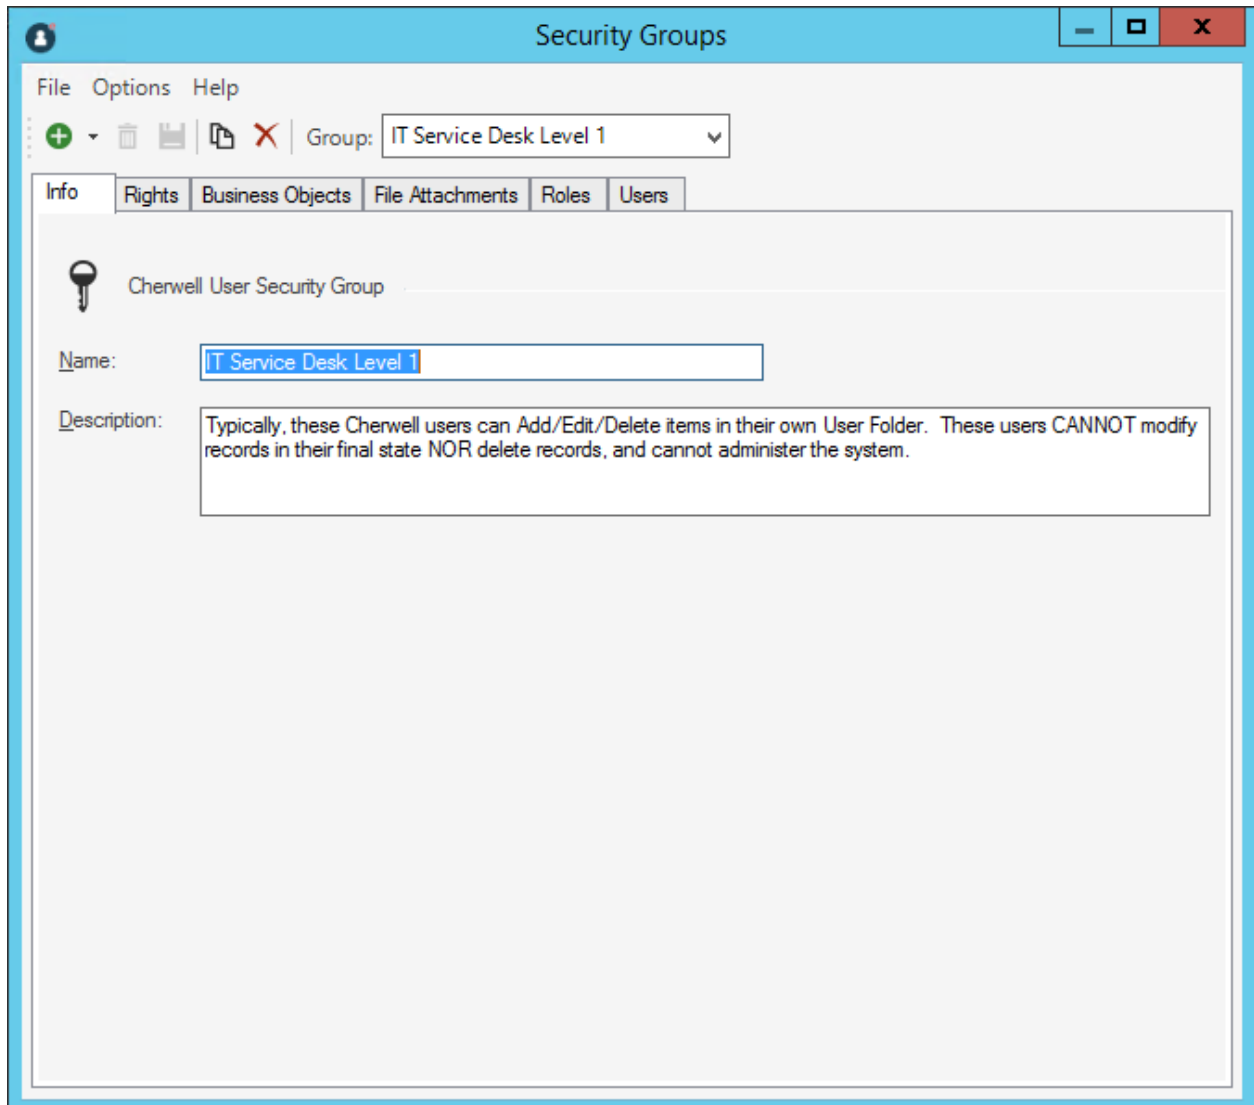 Security Groups
File Options Help
Group: IT Service Desk Level 1
Info Rights Business Objects File Attachments Roles Users
Cherwell User Security Group
Name: IT Service Desk Level 1
Description: Typically, these Cherwell users can Add/Edit/Delete items in their own User Folder.  These users CANNOT modify
records in their final state NOR delete records, and cannot administer the system.